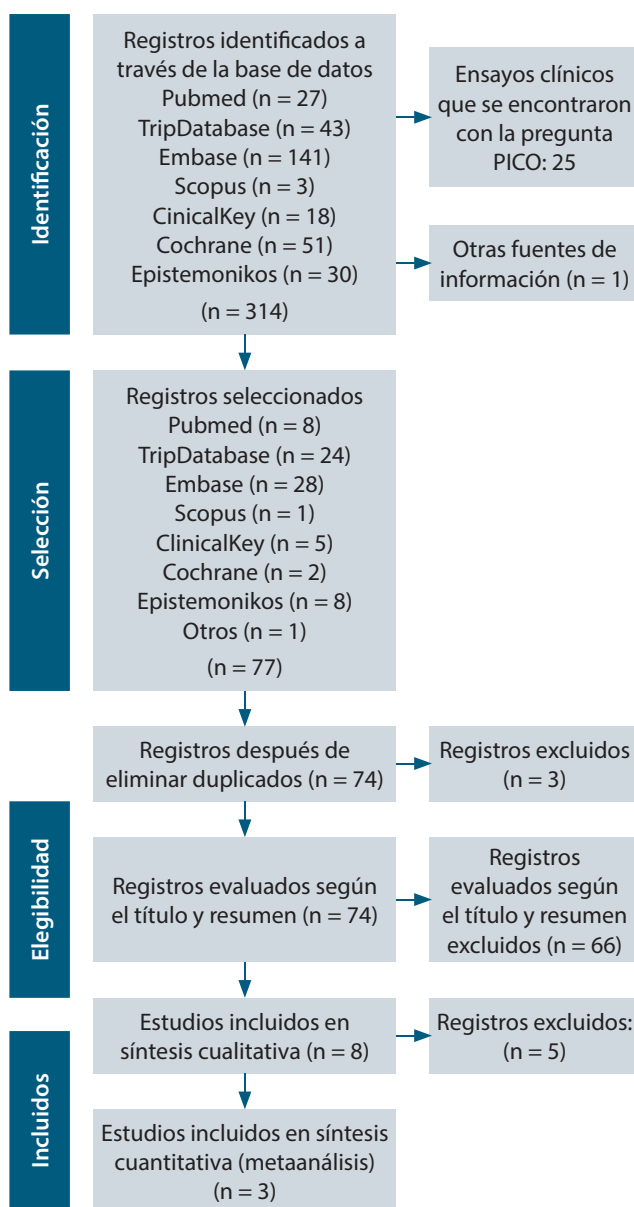 Identificación
Registros identificados a
través de la base de datos
Pubmed (n = 27)
TripDatabase (n = 43)
Embase (n = 141)
Scopus (n = 3)
CinicalKey (n = 18)
Cochrane (n = 51)
Epistemonikos (n = 30)
(n = 314)
Ensayos clínicos
que se encontraron
con la pregunta
PICO: 25
Otras fuentes de
información (n = 1)
Selección
Registros seleccionados
Pubmed (n = 8)
TripDatabase (n = 24)
Embase (n = 28)
Scopus (n = 1)
ClinicalKey (n = 5)
Cochrane (n = 2)
Epistemonikos (n = 8)
Otros (n = 1)
(n = 77)
Registros después de
eliminar duplicados (n = 74)
Registros excluidos
(n = 3)
Elegibilidad
Registros evaluados según
el título y resumen (n = 74)
Registros
evaluados según
el título y resumen
excluidos (n = 66)
Estudios incluidos en
síntesis cualitativa (n = 8)
Registros excluidos:
(n = 5)
Incluidos
Estudios incluidos en síntesis
cuantitativa (metaanálisis)
(n = 3)